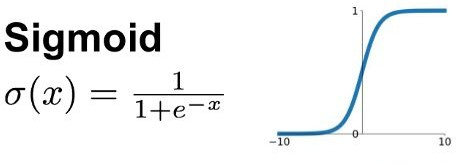 Sigmoid
σ(x) = 1/(1+e^{-x})
1
0
-10
10